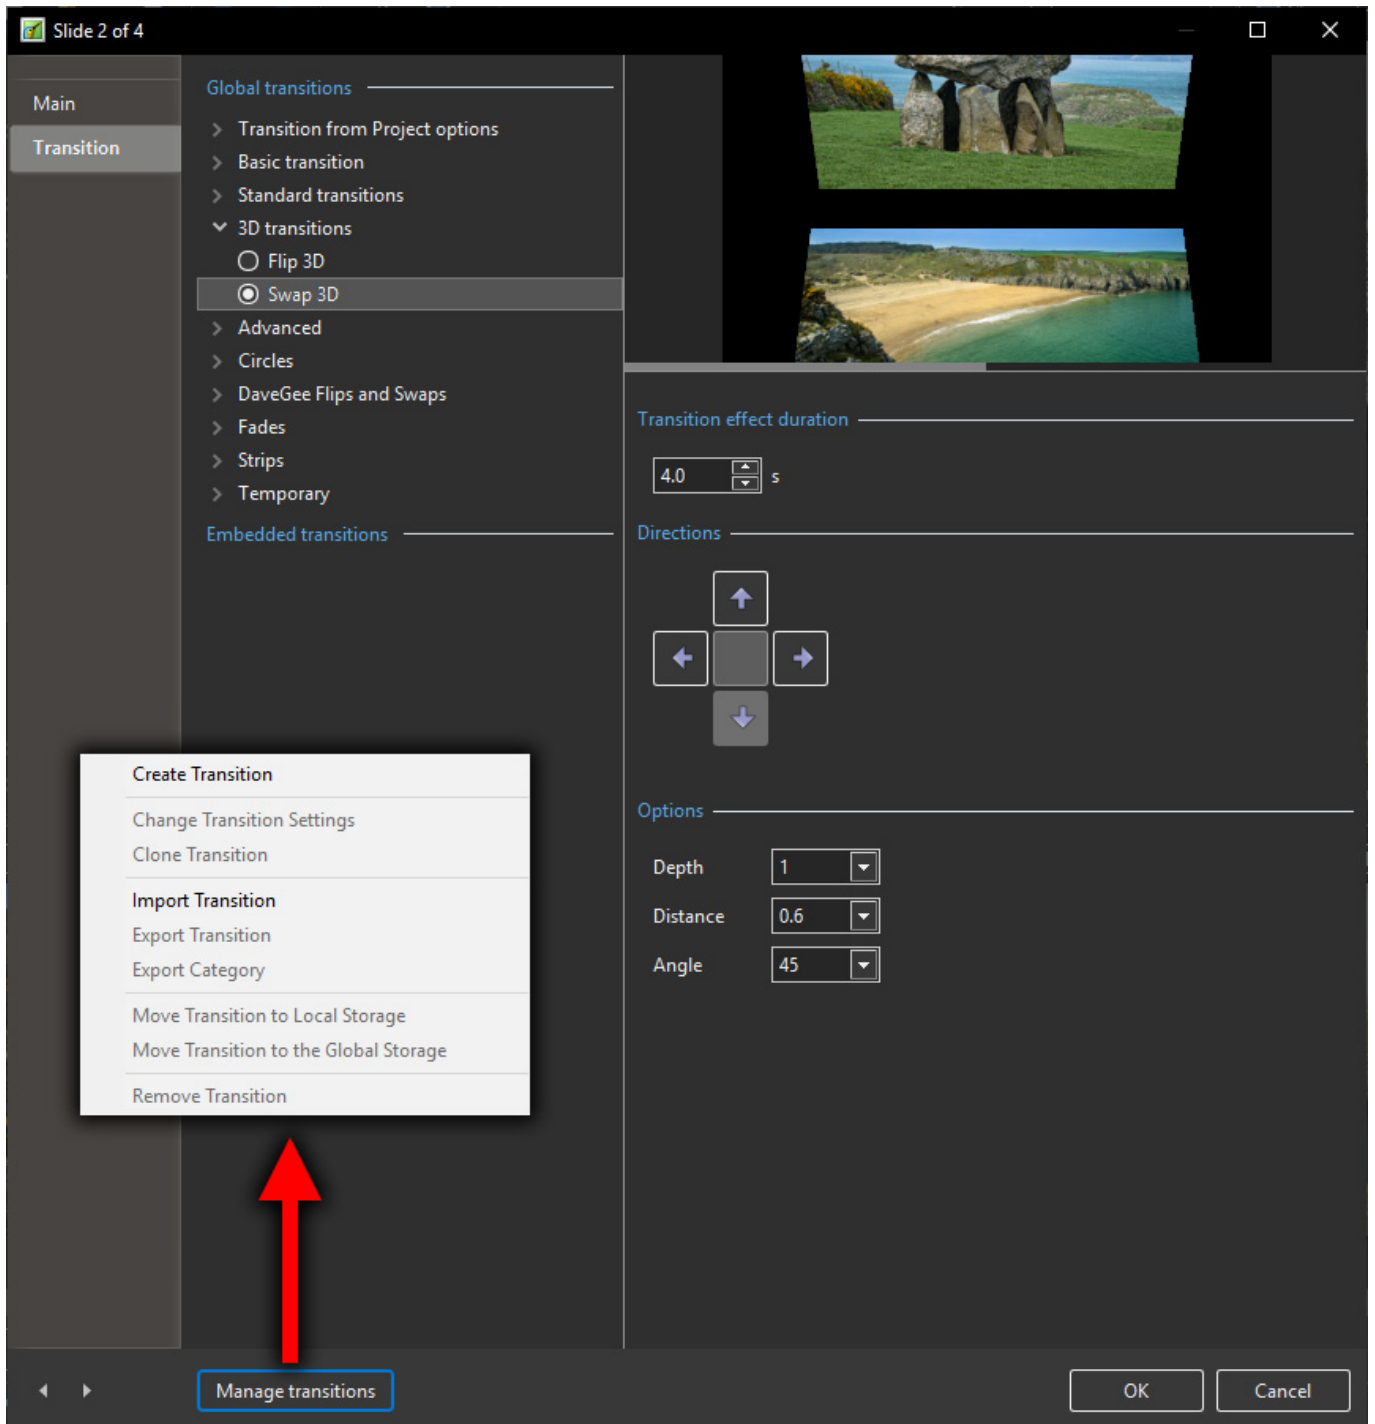 Slide 2 of 4
Main
Transition
Global transitions
Transition from Project options
Basic transition
Standard transitions
3D transitions
Flip 3D
Swap 3D
Advanced
Circles
DaveGee Flips and Swaps
Fades
Strips
Temporary
Embedded transitions
Transition effect duration
4.0 s
Directions
Options
Depth 1
Distance 0.6
Angle 45
Create Transition
Change Transition Settings
Clone Transition
Import Transition
Export Transition
Export Category
Move Transition to Local Storage
Move Transition to the Global Storage
Remove Transition
Manage transitions
OK
Cancel